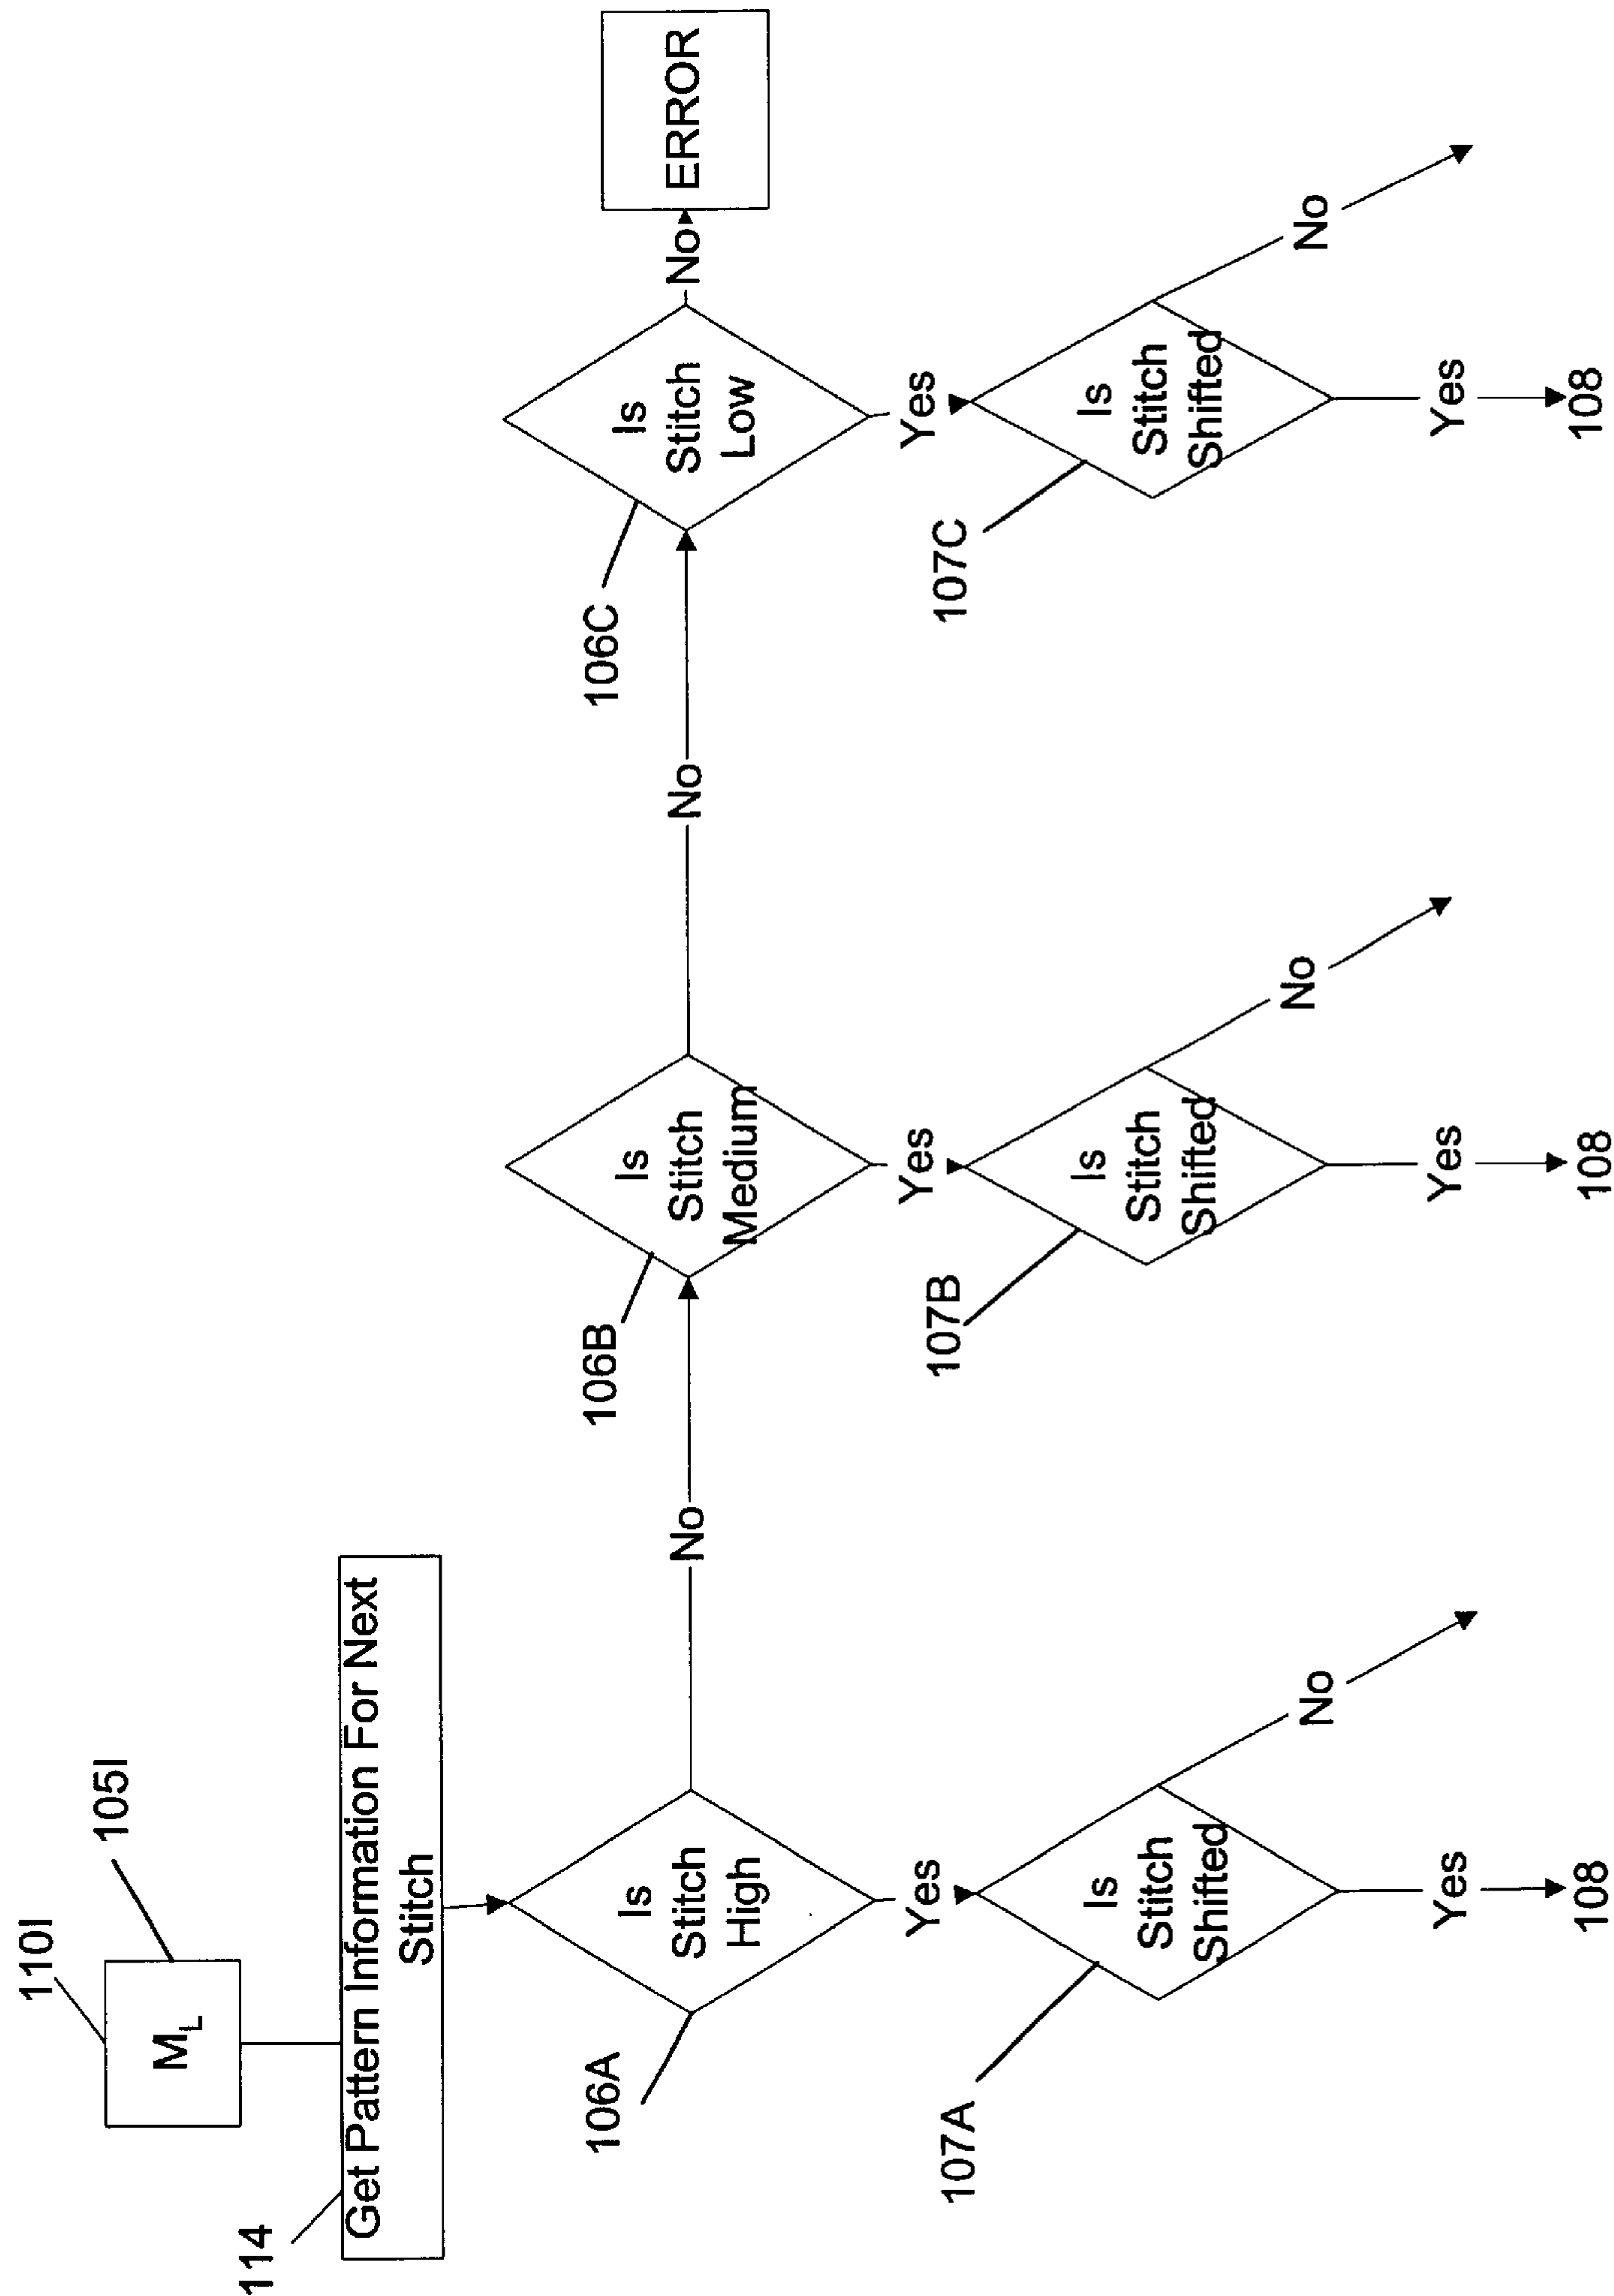 110I
105I
M_L
114
Get Pattern Information For Next
Stitch
106A
Is
Stitch
High
No
106B
Is
Stitch
Medium
No
106C
Is
Stitch
Low
No
ERROR
Yes
Yes
Yes
107A
Is
Stitch
Shifted
No
107B
Is
Stitch
Shifted
No
107C
Is
Stitch
Shifted
No
Yes
Yes
Yes
108
108
108